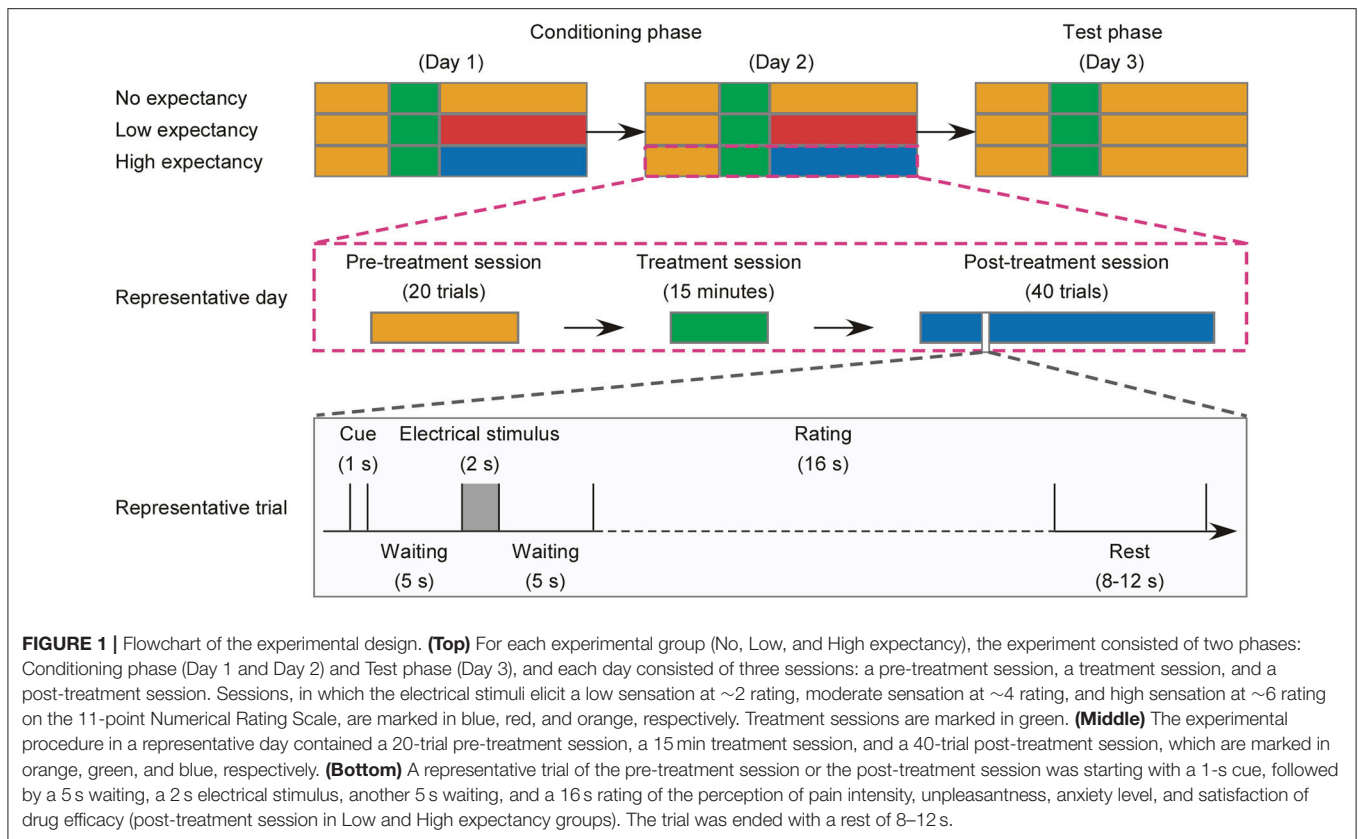 Conditioning phase
Test phase
(Day 1)
(Day 2)
(Day 3)
No expectancy
Low expectancy
High expectancy
Representative day
Pre-treatment session
(20 trials)
Treatment session
(15 minutes)
Post-treatment session
(40 trials)
Representative trial
Cue
(1 s)
Electrical stimulus
(2 s)
Rating
(16 s)
Waiting
(5 s)
Waiting
(5 s)
Rest
(8-12 s)
FIGURE 1 | Flowchart of the experimental design. (Top) For each experimental group (No, Low, and High expectancy), the experiment consisted of two phases:
Conditioning phase (Day 1 and Day 2) and Test phase (Day 3), and each day consisted of three sessions: a pre-treatment session, a treatment session, and a
post-treatment session. Sessions, in which the electrical stimuli elicit a low sensation at ∼2 rating, moderate sensation at ∼4 rating, and high sensation at ∼6 rating
on the 11-point Numerical Rating Scale, are marked in blue, red, and orange, respectively. Treatment sessions are marked in green. (Middle) The experimental
procedure in a representative day contained a 20-trial pre-treatment session, a 15 min treatment session, and a 40-trial post-treatment session, which are marked in
orange, green, and blue, respectively. (Bottom) A representative trial of the pre-treatment session or the post-treatment session was starting with a 1-s cue, followed
by a 5 s waiting, a 2 s electrical stimulus, another 5 s waiting, and a 16 s rating of the perception of pain intensity, unpleasantness, anxiety level, and satisfaction of
drug efficacy (post-treatment session in Low and High expectancy groups). The trial was ended with a rest of 8–12 s.